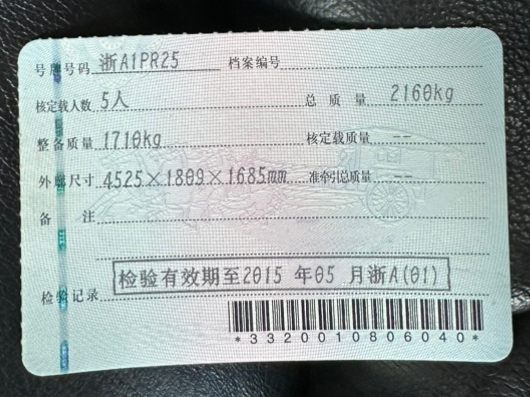 号牌号码 浙A1PR25 档案编号
核定载人数 5人 总质量 2160kg
整备质量 1710kg 核定载质量 --
外廓尺寸 4525×1809×1685mm 准牵引总质量 --
备注
检验记录 检验有效期至2015 年05 月浙A(01)
*3320010806040*